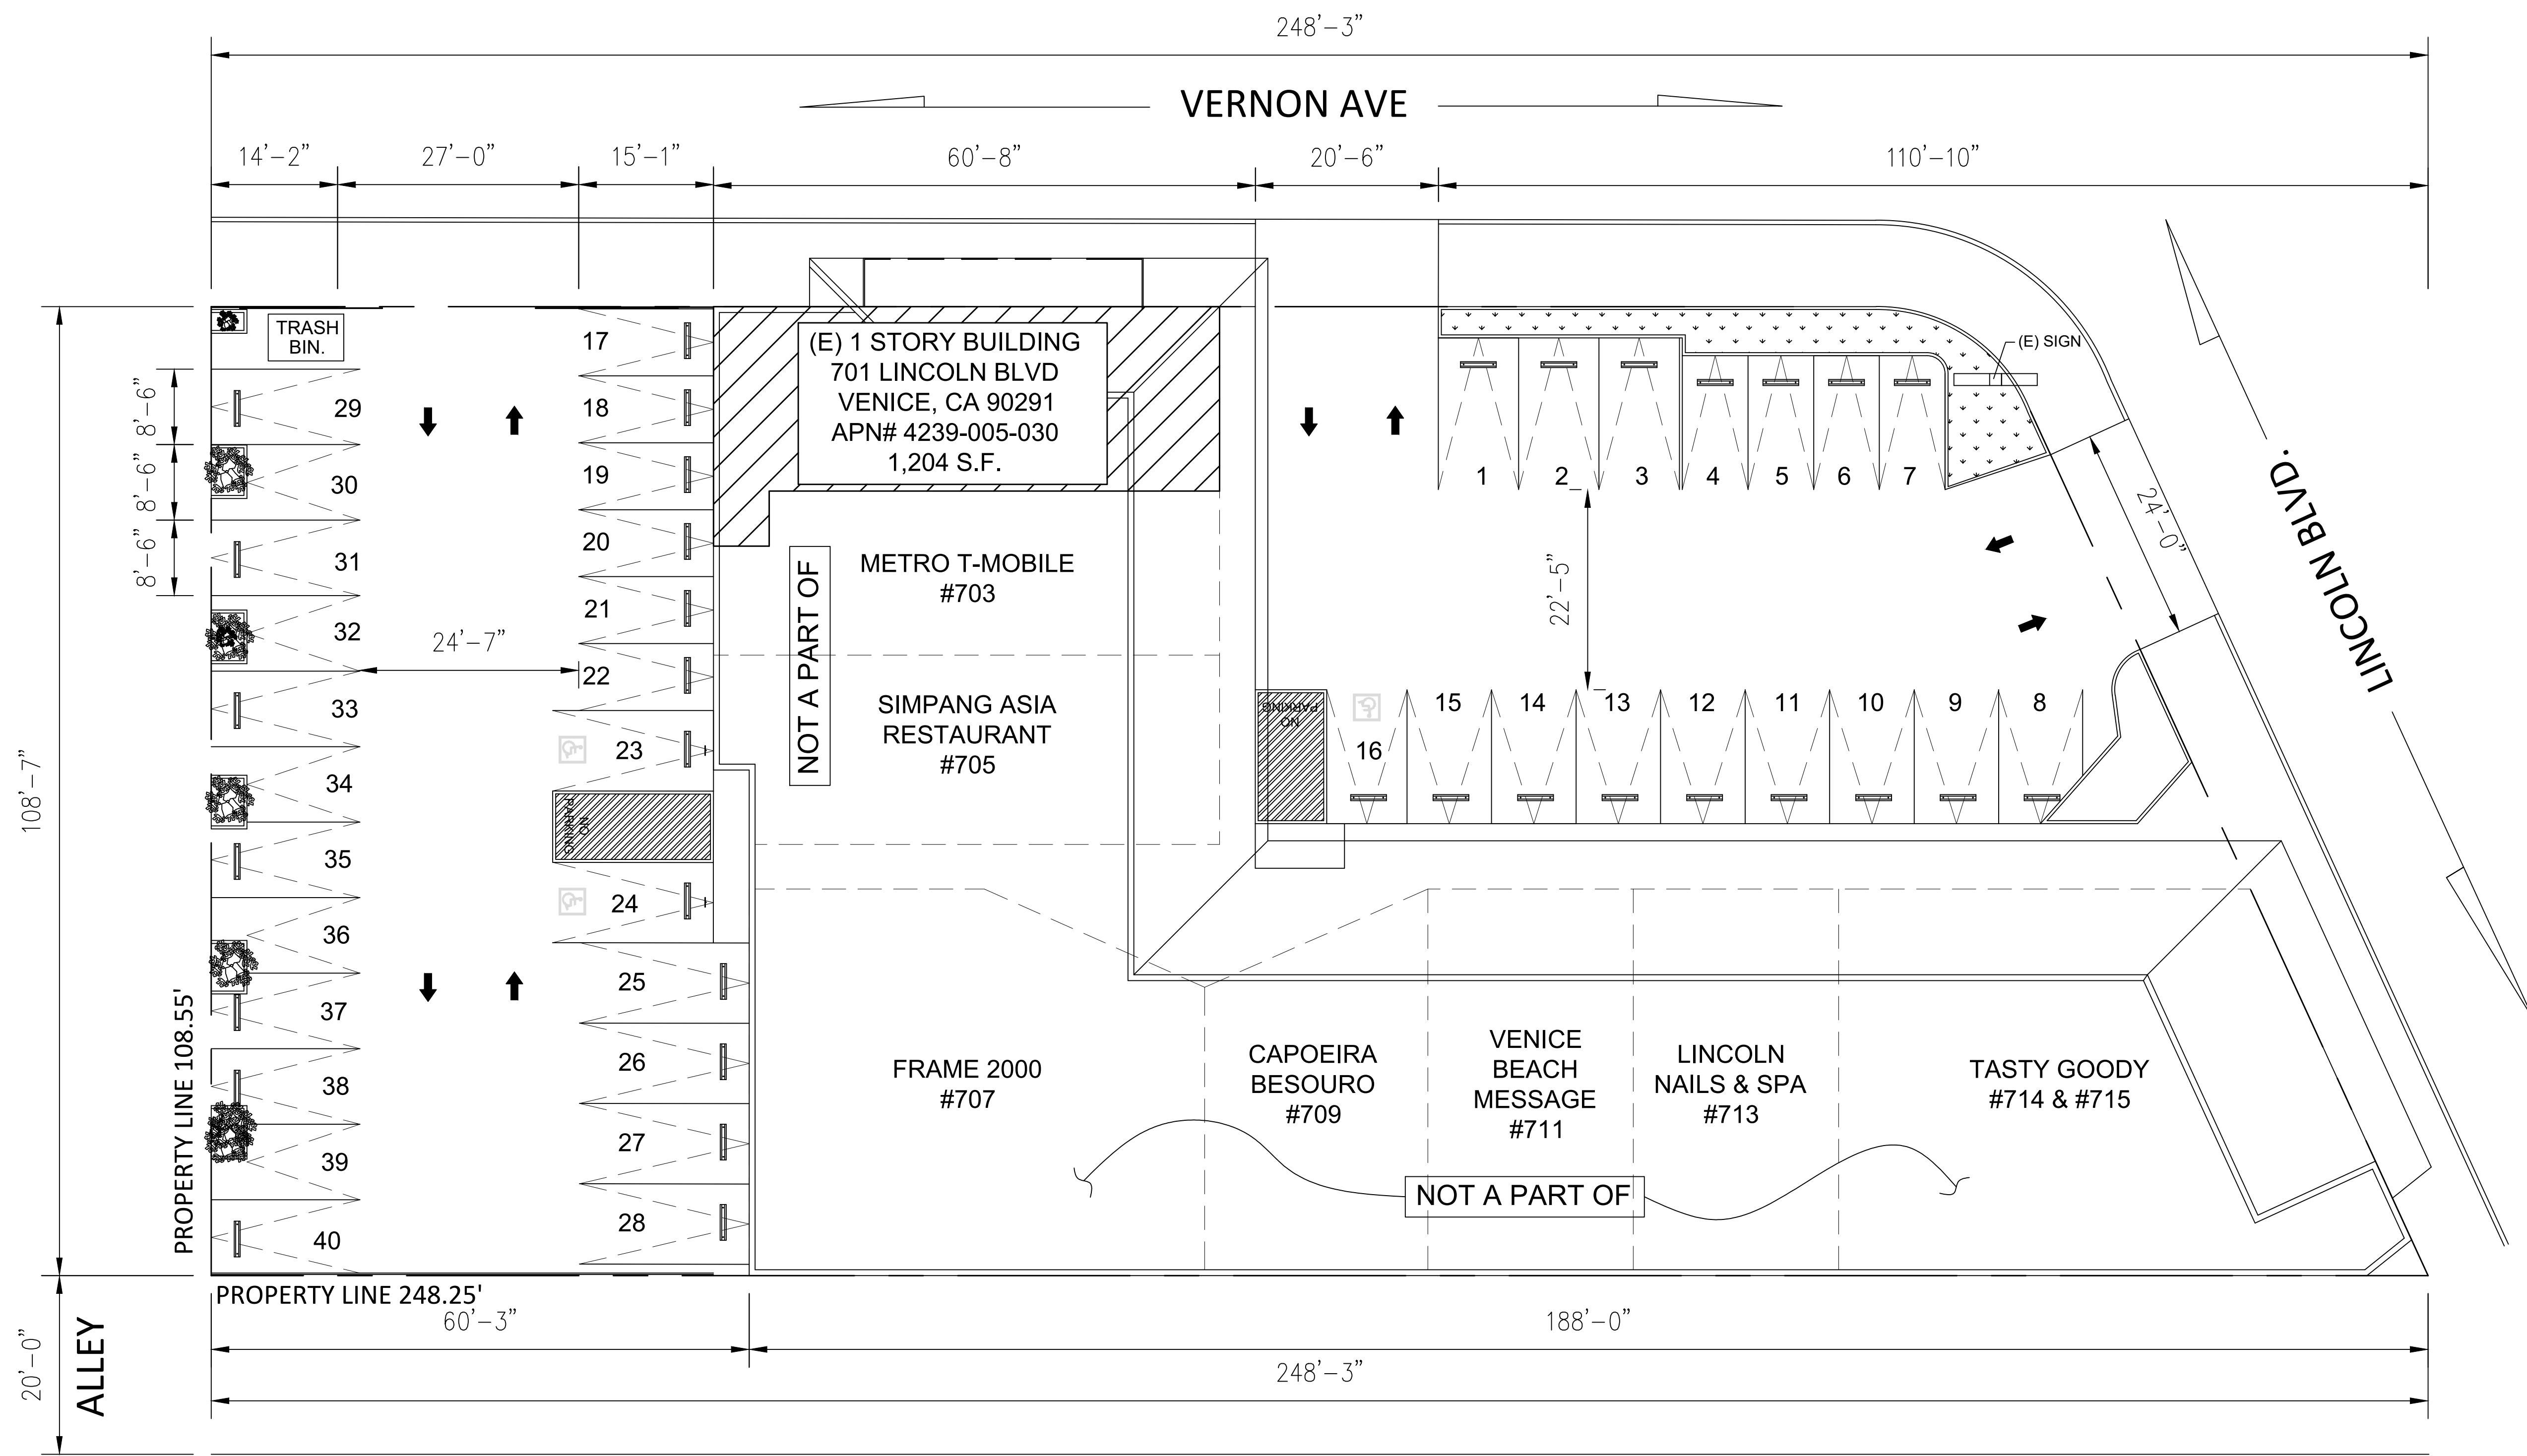 248'-3"
VERNON AVE
14'-2"
27'-0"
15'-1"
60'-8"
20'-6"
110'-10"
TRASH
BIN.
17
(E) 1 STORY BUILDING
701 LINCOLN BLVD
VENICE, CA 90291
APN# 4239-005-030
1,204 S.F.
(E) SIGN
LINCOLN BLVD.
24'-0"
8'-6"
8'-6"
8'-6"
29
30
31
32
33
34
35
36
37
38
39
40
18
19
20
21
22
23
24
25
26
27
28
24'-7"
NO
PARKING
1
2
3
4
5
6
7
22'-5"
NO
PARKING
16
15
14
13
12
11
10
9
8
NOT A PART OF
METRO T-MOBILE
#703
SIMPANG ASIA
RESTAURANT
#705
FRAME 2000
#707
CAPOEIRA
BESOURO
#709
VENICE
BEACH
MESSAGE
#711
LINCOLN
NAILS & SPA
#713
TASTY GOODY
#714 & #715
NOT A PART OF
108'-7"
PROPERTY LINE 108.55'
PROPERTY LINE 248.25'
60'-3"
188'-0"
248'-3"
20'-0"
ALLEY